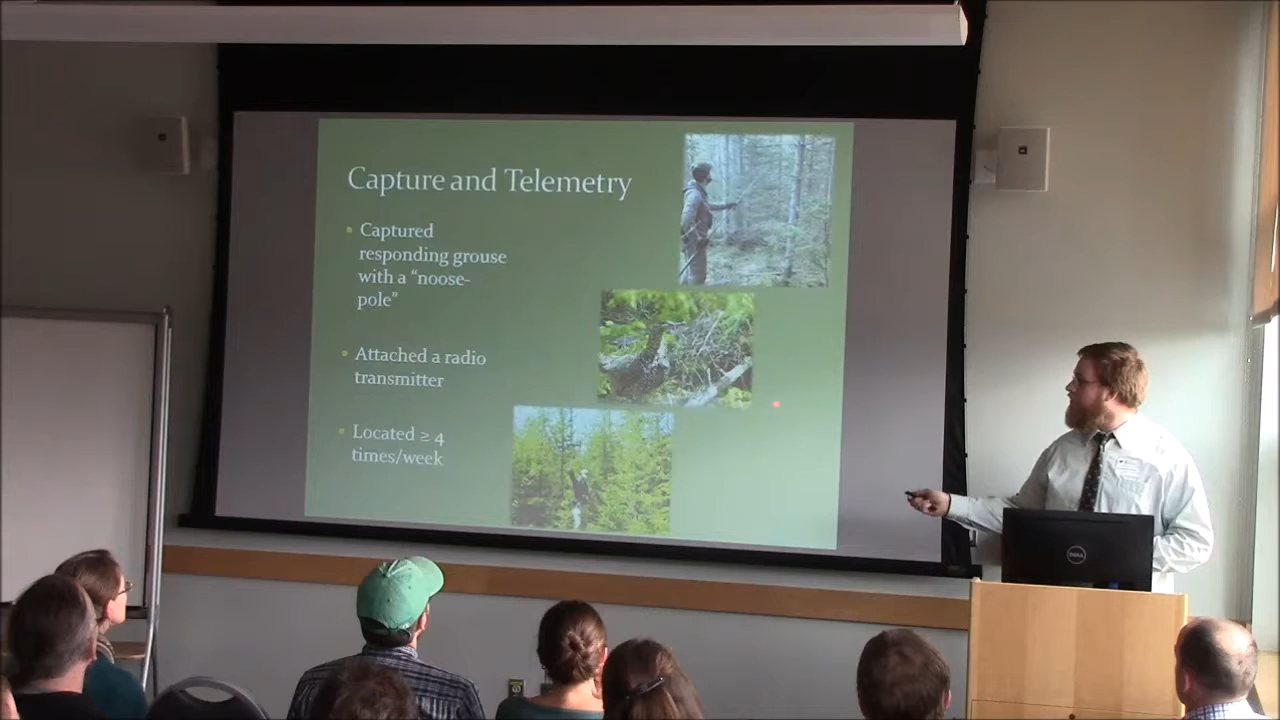 Capture and Telemetry
• Captured
responding grouse
with a “noose-
pole”
• Attached a radio
transmitter
• Located ≥ 4
times/week
DELL